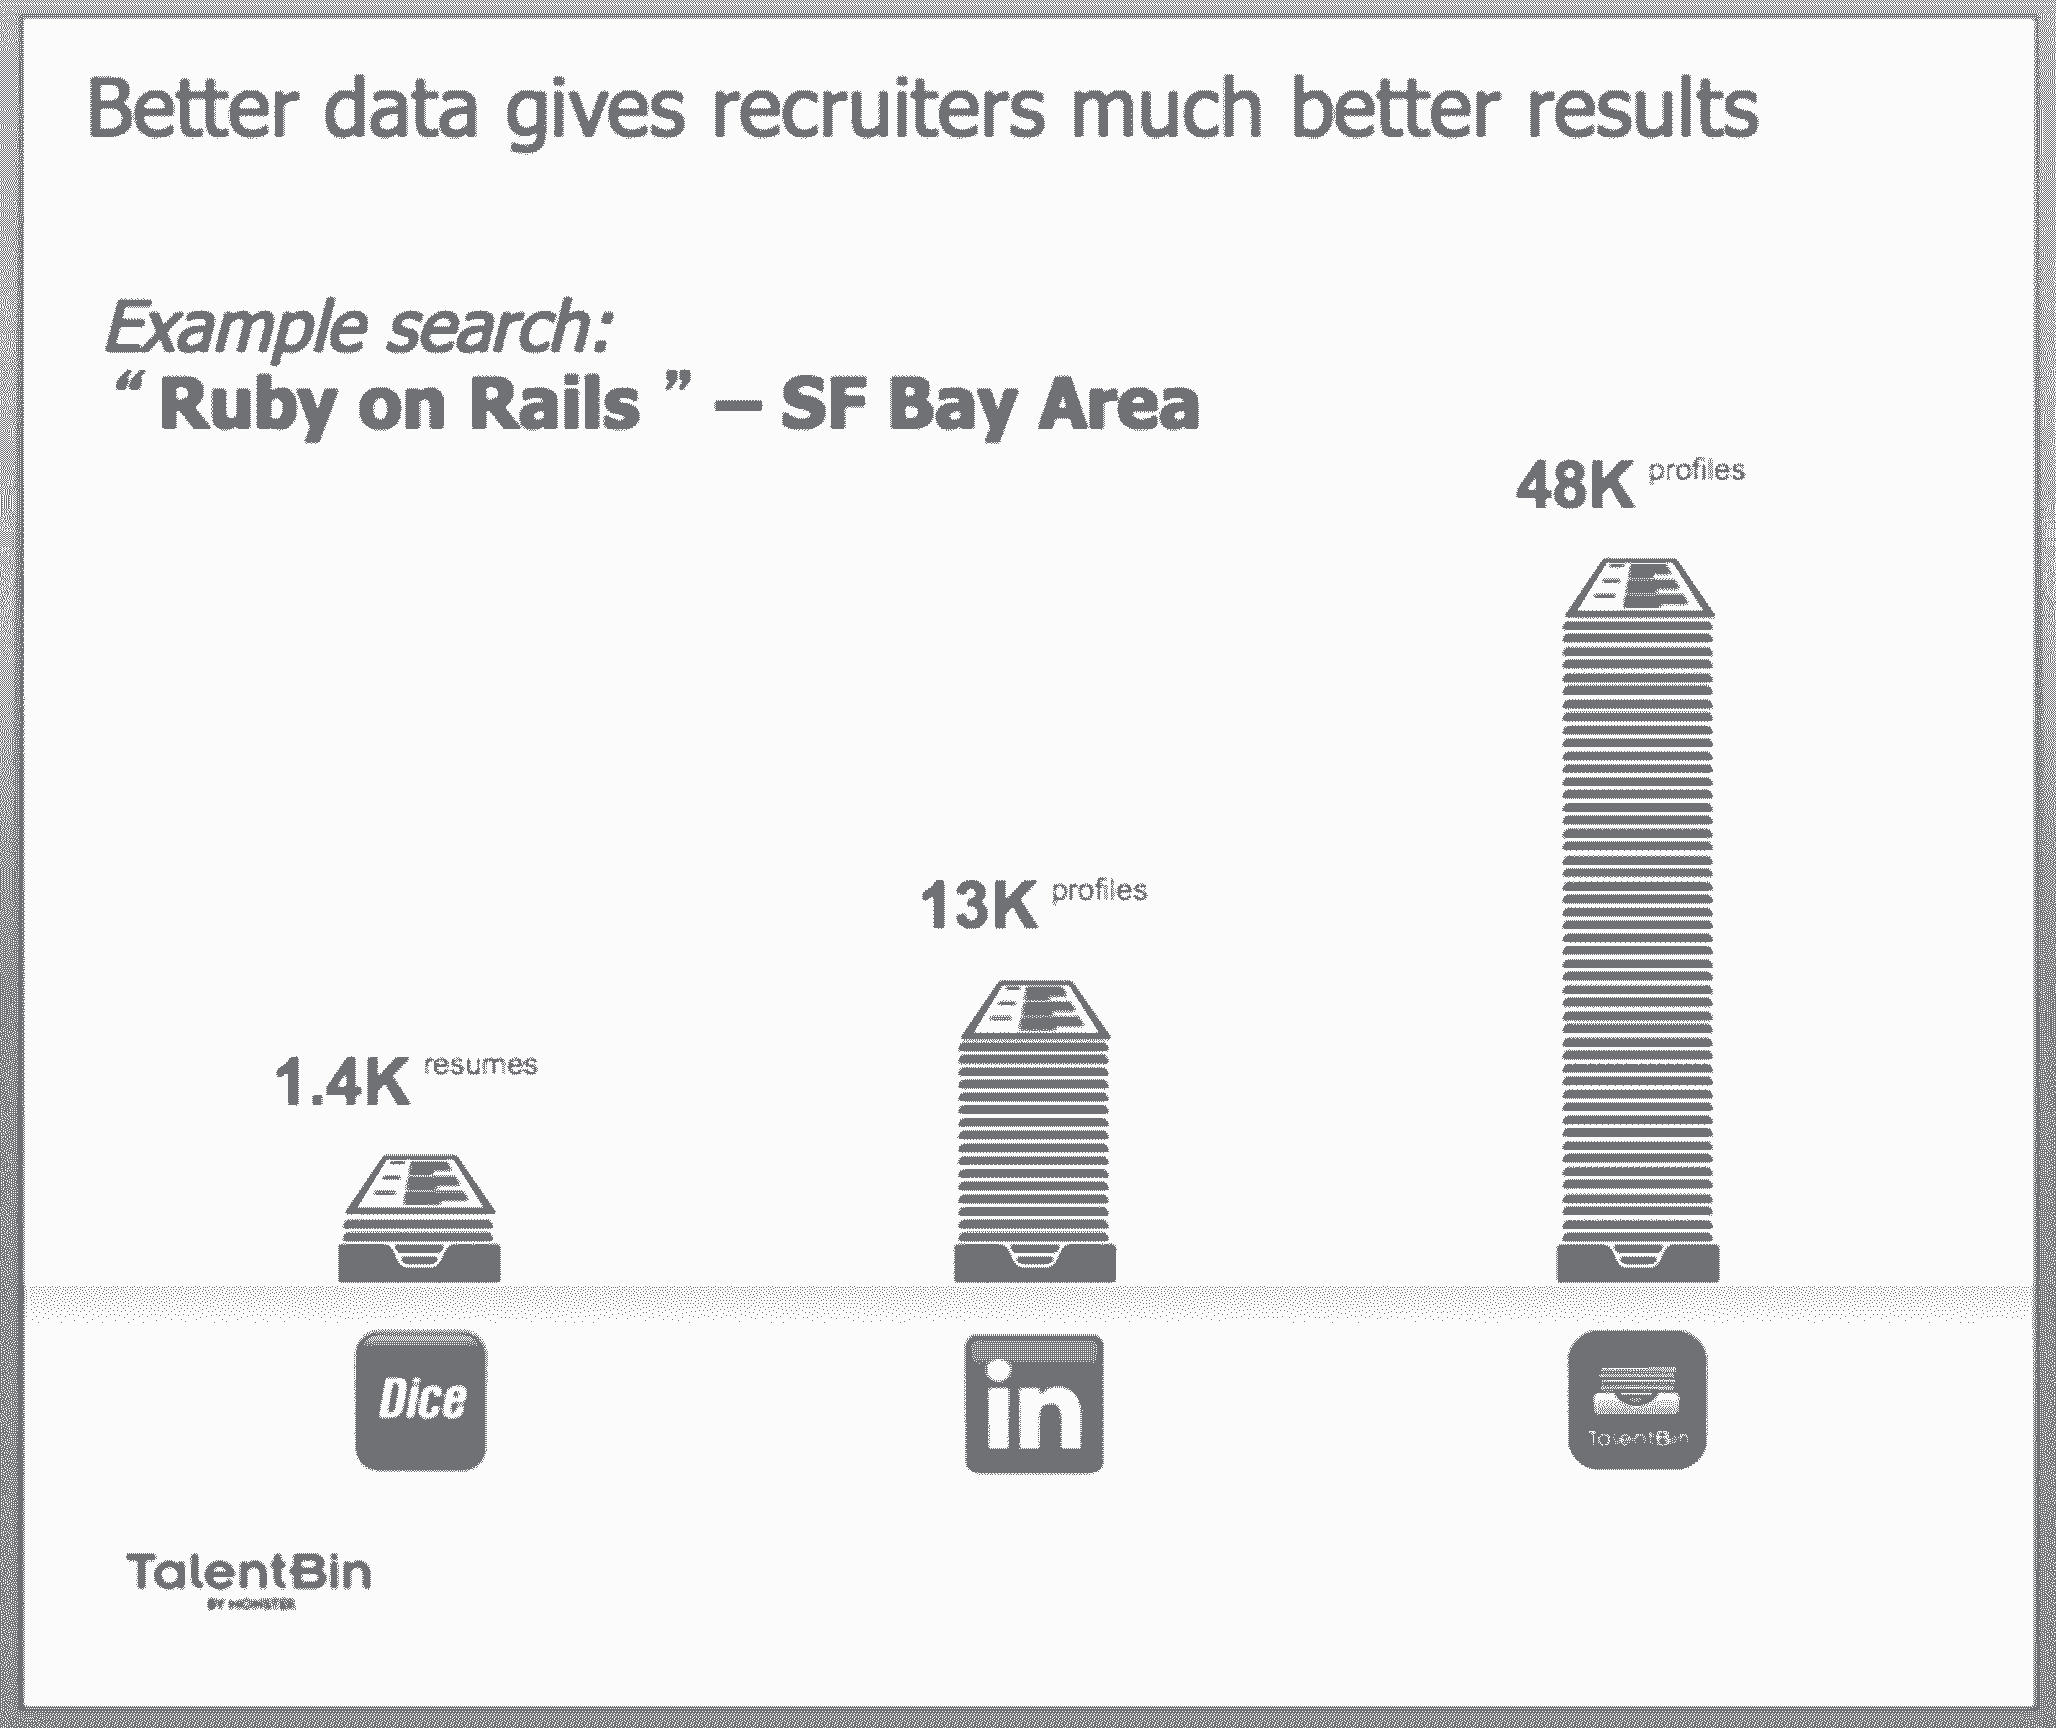 Better data gives recruiters much better results
Example search:
“ Ruby on Rails ” – SF Bay Area
48K profiles
13K profiles
1.4K resumes
Dice
in
TalentBin
TalentBin
BY MONSTER